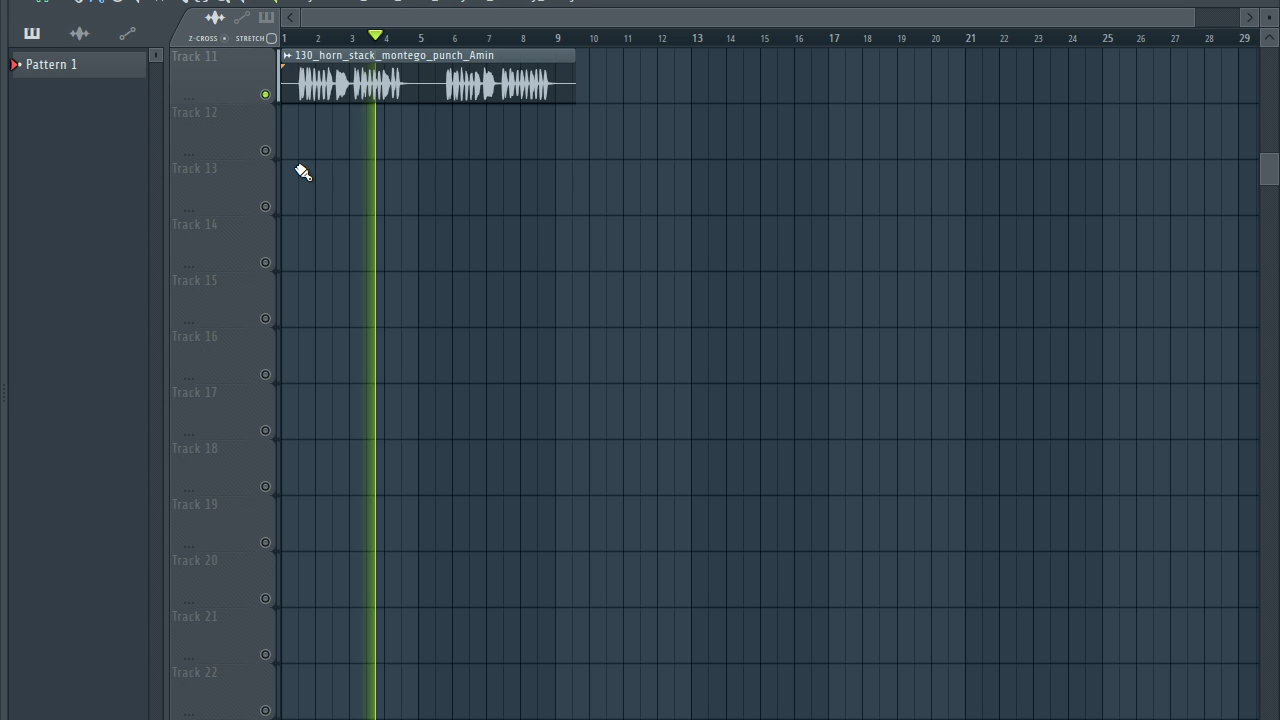 Z-CROSS STRETCH
1 2 3 4 5 6 7 8 9 10 11 12 13 14 15 16 17 18 19 20 21 22 23 24 25 26 27 28 29
Pattern 1
Track 11
130_horn_stack_montego_punch_Amin
Track 12
Track 13
Track 14
Track 15
Track 16
Track 17
Track 18
Track 19
Track 20
Track 21
Track 22